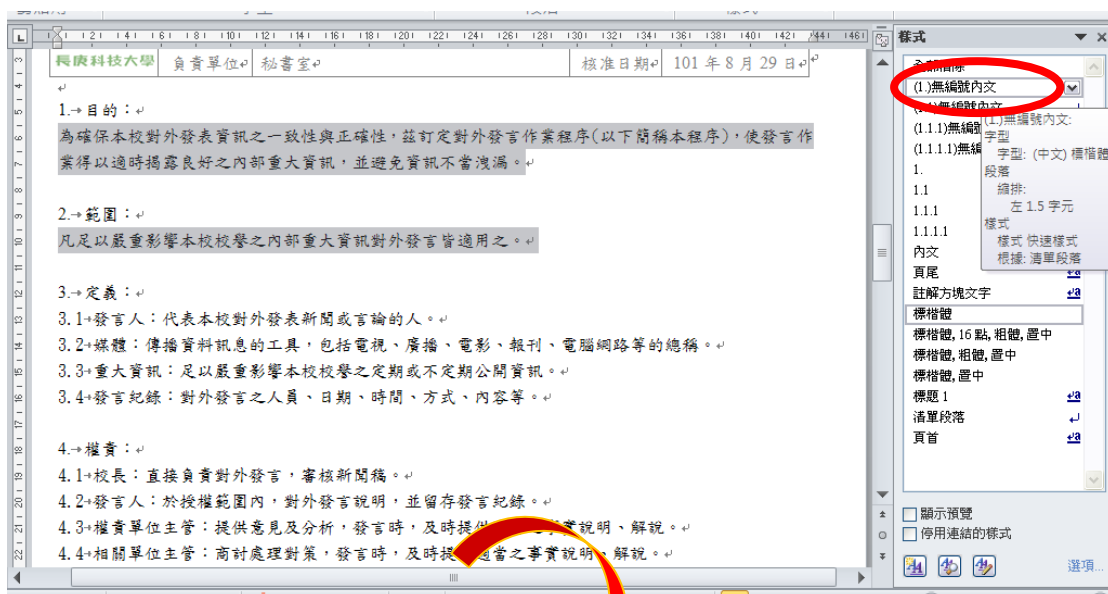 長庚科技大學 負責單位 秘書室 核准日期 101 年 8 月 29 日
1.→目的：
為確保本校對外發表資訊之一致性與正確性，茲訂定對外發言作業程序(以下簡稱本程序)，使發言作
業得以適時揭露良好之內部重大資訊，並避免資訊不當洩漏。
2.→範圍：
凡足以嚴重影響本校校譽之內部重大資訊對外發言皆適用之。
3.→定義：
3.1→發言人：代表本校對外發表新聞或言論的人。
3.2→媒體：傳播資料訊息的工具，包括電視、廣播、電影、報刊、電腦網路等的總稱。
3.3→重大資訊：足以嚴重影響本校校譽之定期或不定期公開資訊。
3.4→發言紀錄：對外發言之人員、日期、時間、方式、內容等。
4.→權責：
4.1→校長：直接負責對外發言，審核新聞稿。
4.2→發言人：於授權範圍內，對外發言說明，並留存發言紀錄。
4.3→權責單位主管：提供意見及分析，發言時，及時提供 實說明、解說。
4.4→相關單位主管：商討處理對策，發言時，及時提 適當之事實說明、解說。
樣式
全部清除
(1.)無編號內文
(1.1)無編號內文
(1.1.1)無編
(1.1.1.1)無編
1.
1.1
1.1.1
1.1.1.1
內文
頁尾
註解方塊文字
標楷體
標楷體, 16 點, 粗體, 置中
標楷體, 粗體, 置中
標楷體, 置中
標題 1
清單段落
頁首
(1.)無編號內文:
字型
字型: (中文) 標楷體
段落
縮排:
左 1.5 字元
樣式
樣式 快速樣式
根據: 清單段落
顯示預覽
停用連結的樣式
選項...